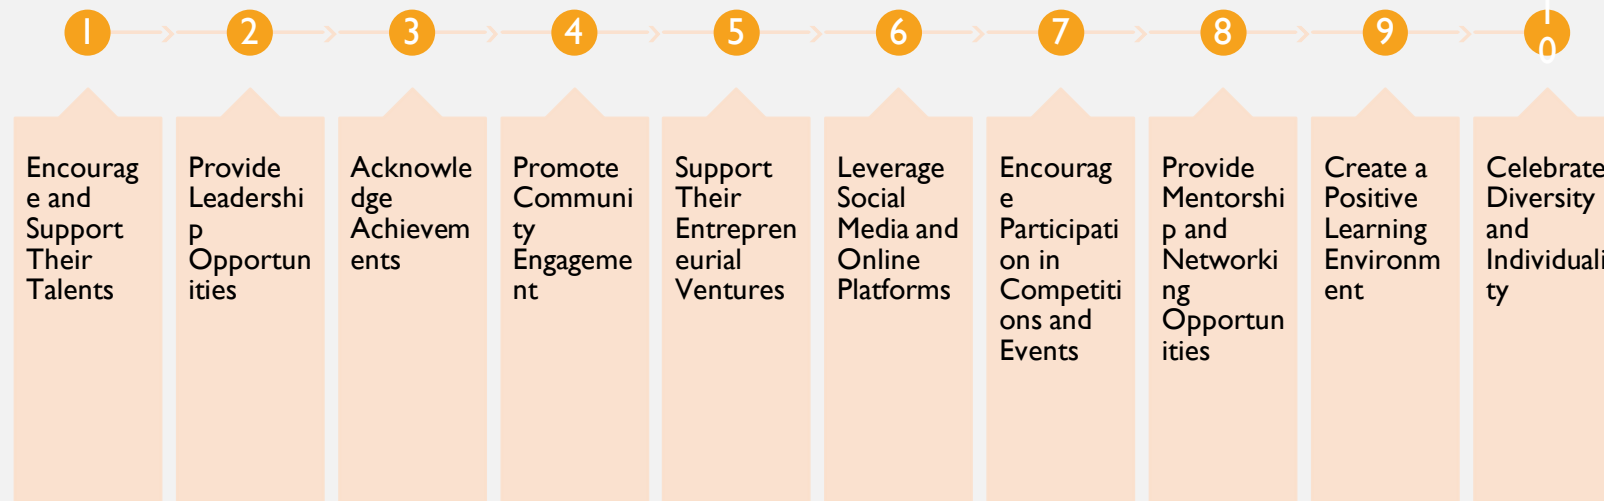 1
2
3
4
5
6
7
8
9
1
0
Encourag
e and
Support
Their
Talents
Provide
Leadershi
p
Opportun
ities
Acknowle
dge
Achievem
ents
Promote
Communi
ty
Engageme
nt
Support
Their
Entrepren
eurial
Ventures
Leverage
Social
Media and
Online
Platforms
Encourag
e
Participati
on in
Competiti
ons and
Events
Provide
Mentorshi
p and
Networki
ng
Opportun
ities
Create a
Positive
Learning
Environm
ent
Celebrate
Diversity
and
Individuali
ty